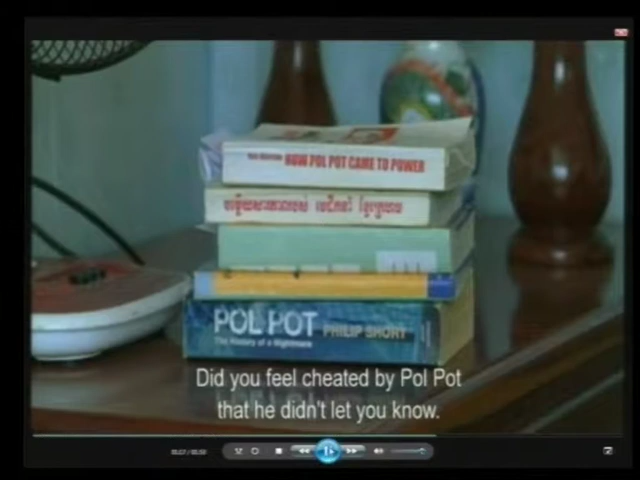 HOW POL POT CAME TO POWER
POL POT PHILIP SHORT
The History of a Nightmare
Did you feel cheated by Pol Pot
that he didn't let you know.